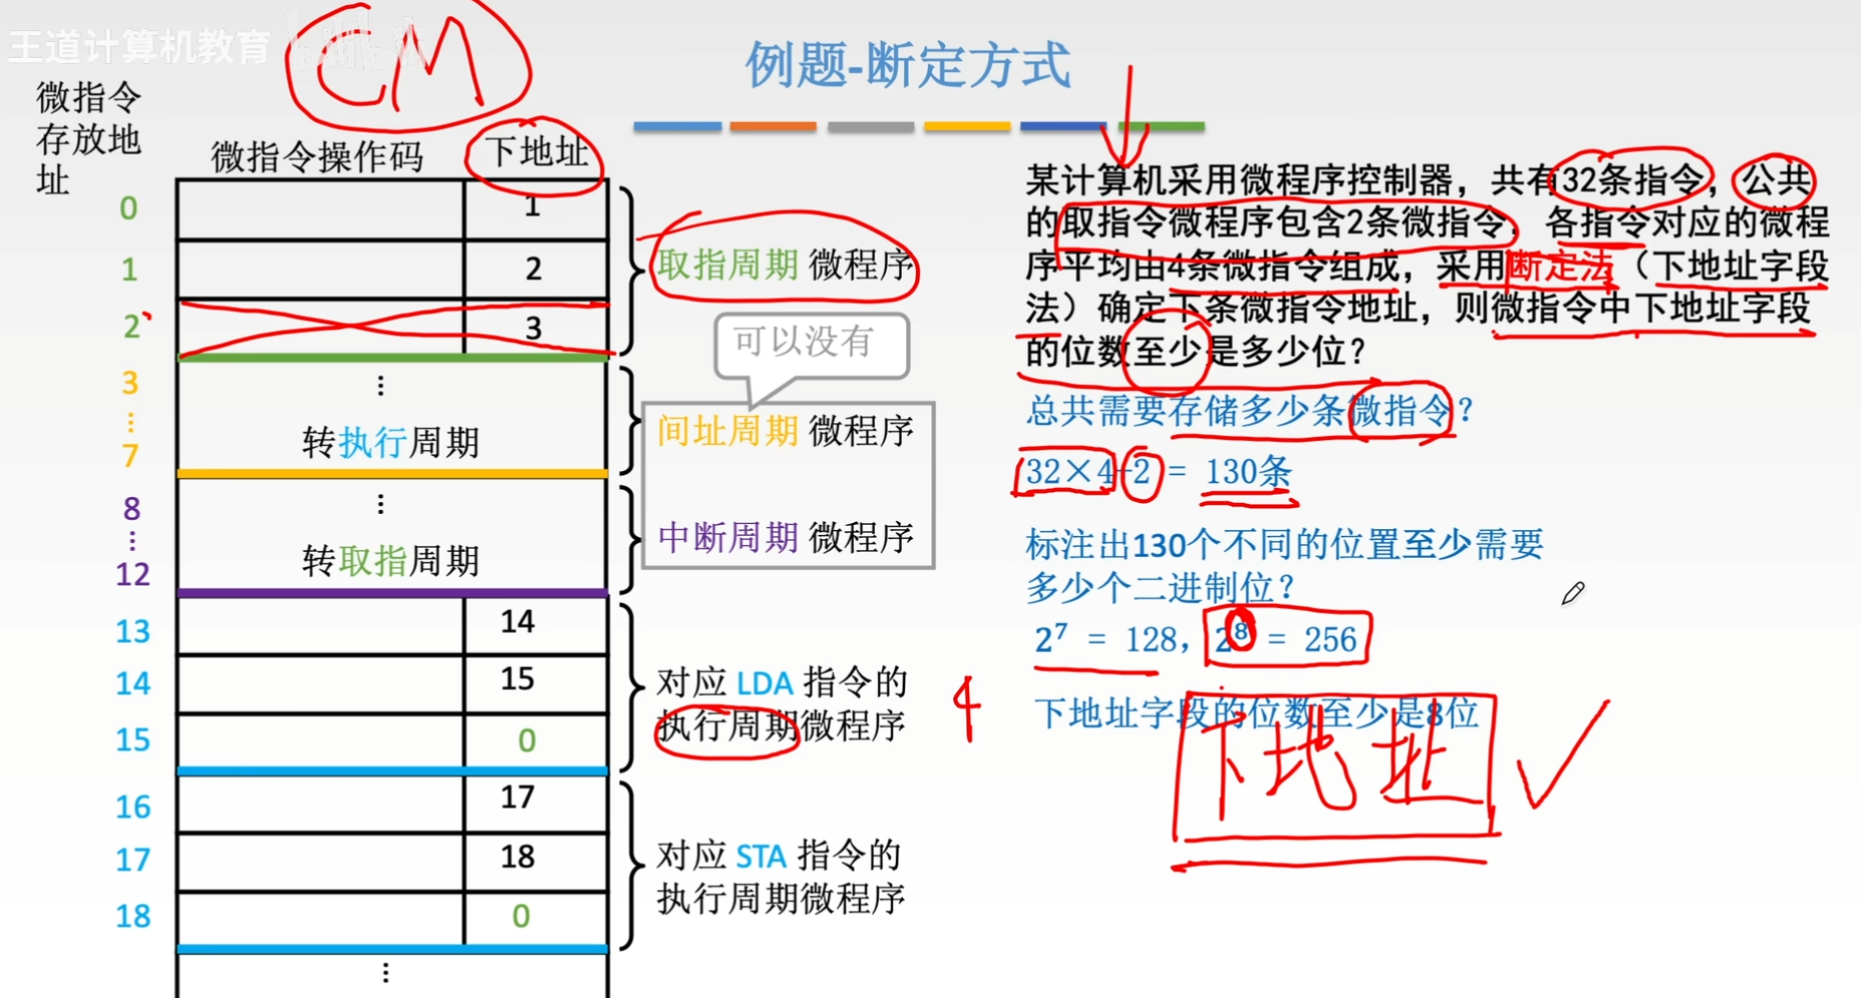 王道计算机教育
CM
例题-断定方式
微指令
存放地
址
微指令操作码
下地址
0
1
1
2
2
3
3
⋮
7
⋮
转执行周期
8
⋮
12
⋮
转取指周期
13
14
14
15
15
0
16
17
17
18
18
0
⋮
取指周期 微程序
可以没有
间址周期 微程序
中断周期 微程序
对应 LDA 指令的
执行周期微程序
4
对应 STA 指令的
执行周期微程序
某计算机采用微程序控制器，共有32条指令，公共
的取指令微程序包含2条微指令，各指令对应的微程
序平均由4条微指令组成，采用断定法（下地址字段
法）确定下条微指令地址，则微指令中下地址字段
的位数至少是多少位？
总共需要存储多少条微指令？
32×4+2 = 130条
标注出130个不同的位置至少需要
多少个二进制位？
2⁷ = 128，2⁸ = 256
下地址字段的位数至少是8位
下地址